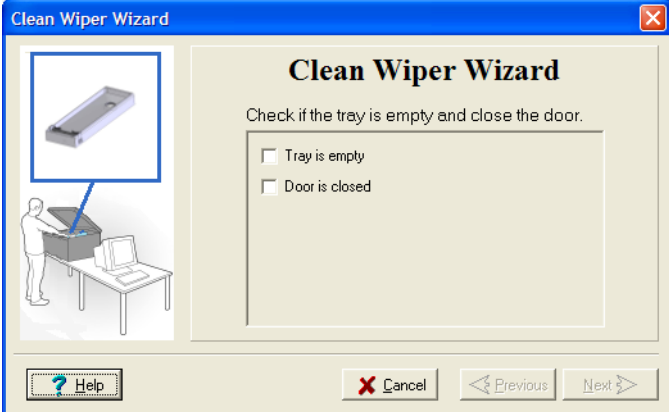 Clean Wiper Wizard
Clean Wiper Wizard
Check if the tray is empty and close the door.
Tray is empty
Door is closed
? Help
Cancel
Previous
Next